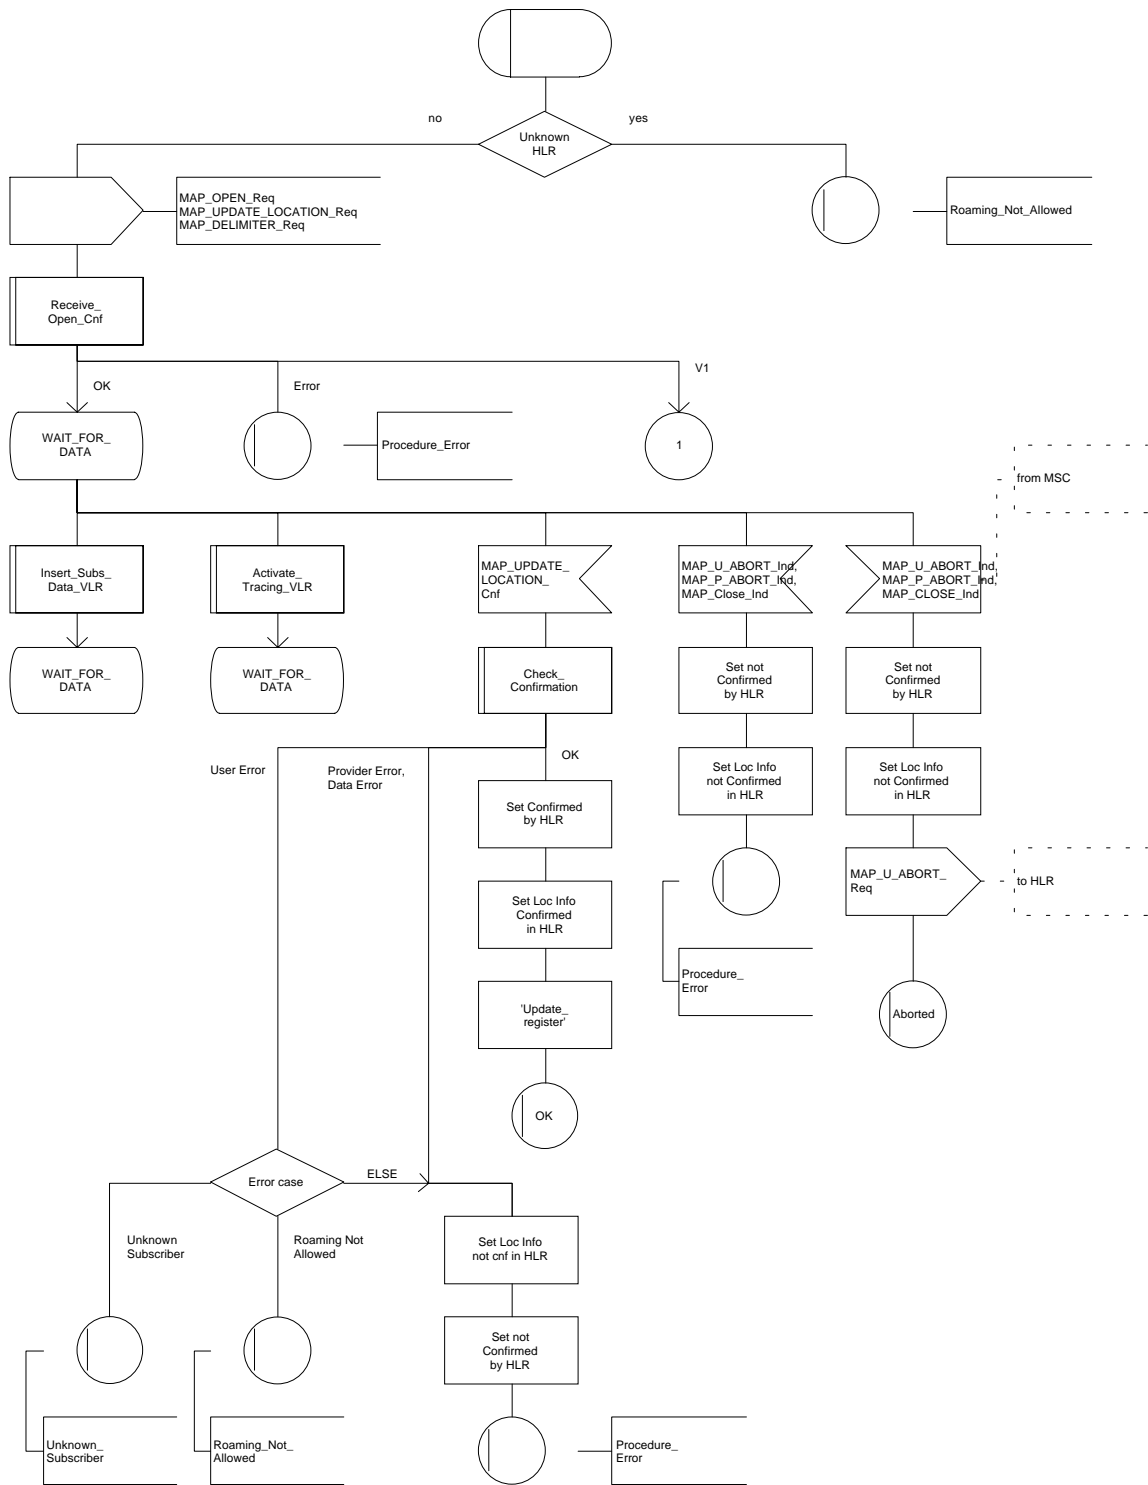 no
yes
Unknown
HLR
MAP_OPEN_Req
MAP_UPDATE_LOCATION_Req
MAP_DELIMITER_Req
Roaming_Not_Allowed
Receive_
Open_Cnf
V1
OK
Error
WAIT_FOR_
DATA
Procedure_Error
1
from MSC
Insert_Subs_
Data_VLR
Activate_
Tracing_VLR
MAP_UPDATE_
LOCATION_
Cnf
MAP_U_ABORT_Ind,
MAP_P_ABORT_Ind,
MAP_Close_Ind
MAP_U_ABORT_Ind,
MAP_P_ABORT_Ind,
MAP_CLOSE_Ind
WAIT_FOR_
DATA
WAIT_FOR_
DATA
Check_
Confirmation
Set not
Confirmed
by HLR
Set not
Confirmed
by HLR
User Error
Provider Error,
Data Error
OK
Set Confirmed
by HLR
Set Loc Info
not Confirmed
in HLR
Set Loc Info
not Confirmed
in HLR
Set Loc Info
Confirmed
in HLR
MAP_U_ABORT_
Req
to HLR
Procedure_
Error
'Update_
register'
Aborted
OK
Error case
ELSE
Unknown
Subscriber
Roaming Not
Allowed
Set Loc Info
not cnf in HLR
Set not
Confirmed
by HLR
Unknown_
Subscriber
Roaming_Not_
Allowed
Procedure_
Error